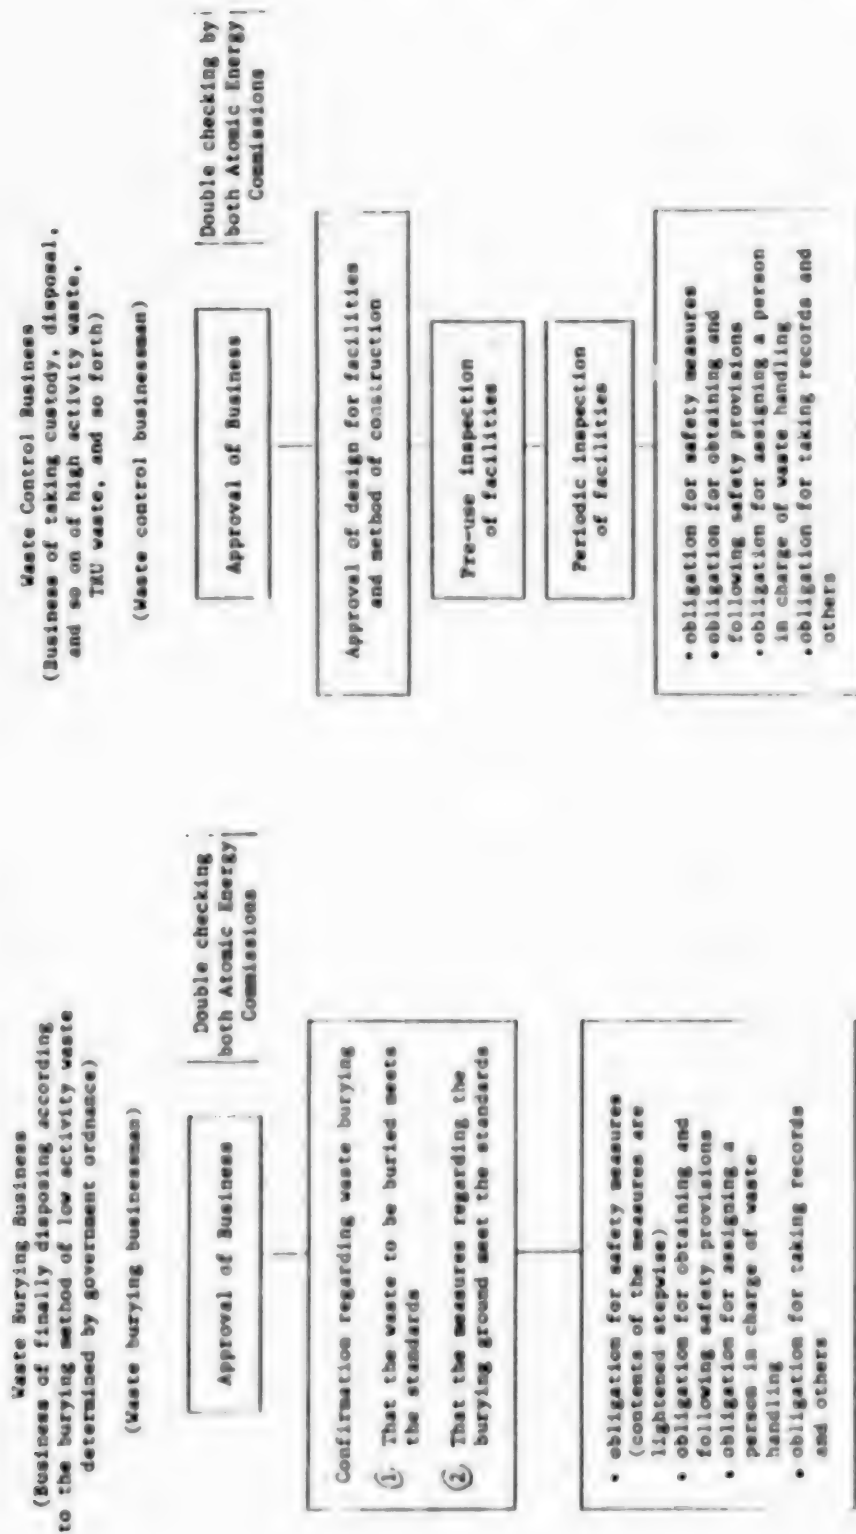 Waste Burying Business
(Business of finally disposing according
to the burying method of low activity waste
determined by government ordnance)
(Waste burying businessman)
Approval of Business
Double checking
both Atomic Energy
Commissions
Confirmation regarding waste burying
① That the waste to be buried meets
the standards
② That the measures regarding the
burying ground meet the standards
• obligation for safety measures
(contents of the measures are
lightened stepwise)
• obligation for obtaining and
following safety provisions
• obligation for assigning a
person in charge of waste
handling
• obligation for taking records
and others
Waste Control Business
(Business of taking custody, disposal,
and so on of high activity waste,
TRU waste, and so forth)
(Waste control businessman)
Approval of Business
Double checking by
both Atomic Energy
Commissions
Approval of design for facilities
and method of construction
Pre-use inspection
of facilities
Periodic inspection
of facilities
• obligation for safety measures
• obligation for obtaining and
following safety provisions
• obligation for assigning a person
in charge of waste handling
• obligation for taking records and
others